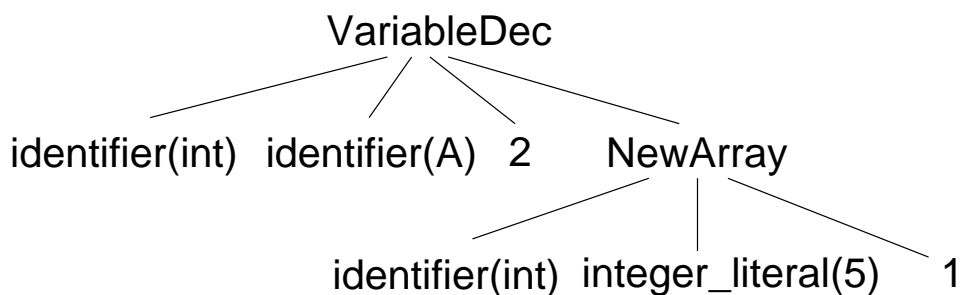 VariableDec
identifier(int) identifier(A) 2 NewArray
identifier(int) integer_literal(5) 1